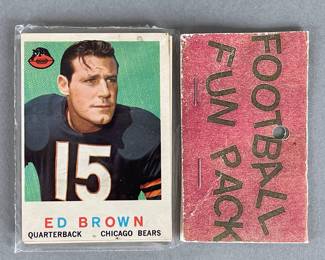 15
ED BROWN
QUARTERBACK CHICAGO BEARS
FOOTBALL
FUN PACK